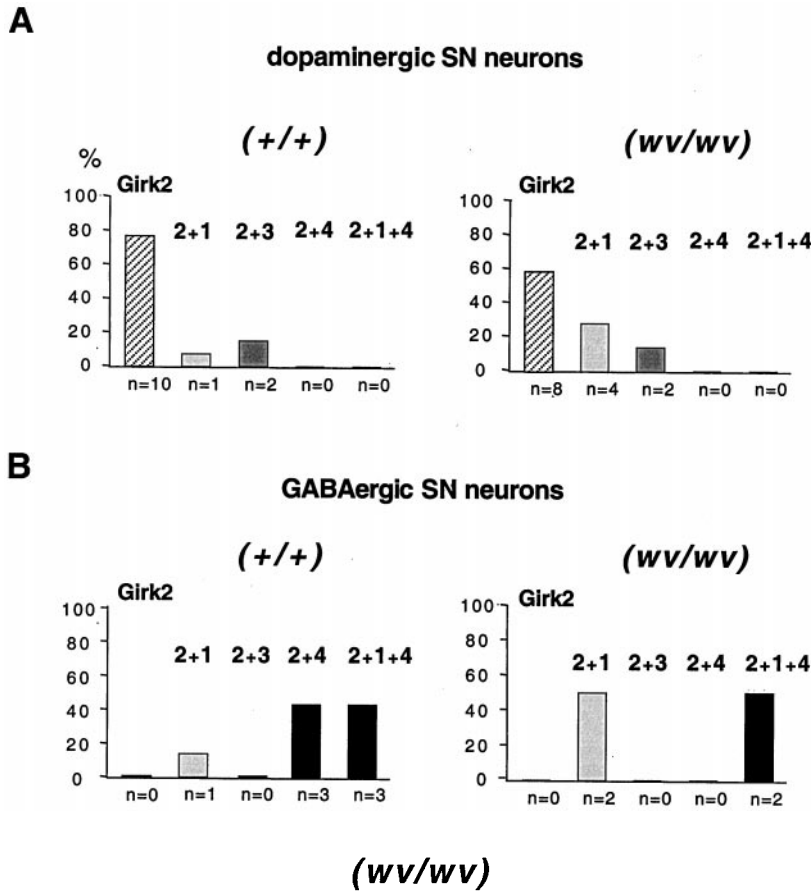 A
dopaminergic SN neurons
(+/+)
(wv/wv)
%
Girk2
100
80
60
40
20
0
2+1 2+3 2+4 2+1+4
n=10 n=1 n=2 n=0 n=0
Girk2
100
80
60
40
20
0
2+1 2+3 2+4 2+1+4
n=8 n=4 n=2 n=0 n=0
B
GABAergic SN neurons
(+/+)
(wv/wv)
Girk2
100
80
60
40
20
0
2+1 2+3 2+4 2+1+4
n=0 n=1 n=0 n=3 n=3
Girk2
100
80
60
40
20
0
2+1 2+3 2+4 2+1+4
n=0 n=2 n=0 n=0 n=2
(wv/wv)